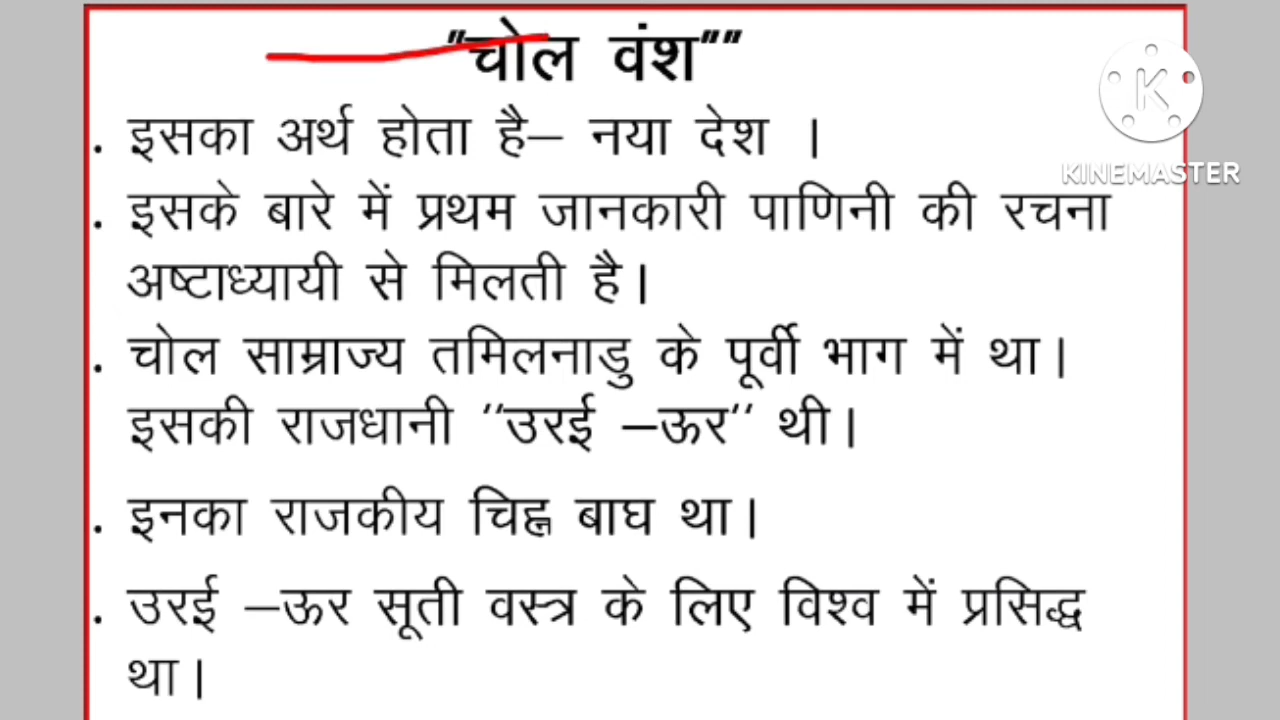 "चोल वंश""
. इसका अर्थ होता है– नया देश ।
. इसके बारे में प्रथम जानकारी पाणिनी की रचना
अष्टाध्यायी से मिलती है।
. चोल साम्राज्य तमिलनाडु के पूर्वी भाग में था।
इसकी राजधानी ''उरई –ऊर'' थी।
. इनका राजकीय चिह्न बाघ था।
. उरई –ऊर सूती वस्त्र के लिए विश्व में प्रसिद्ध
था।
K
KINEMASTER